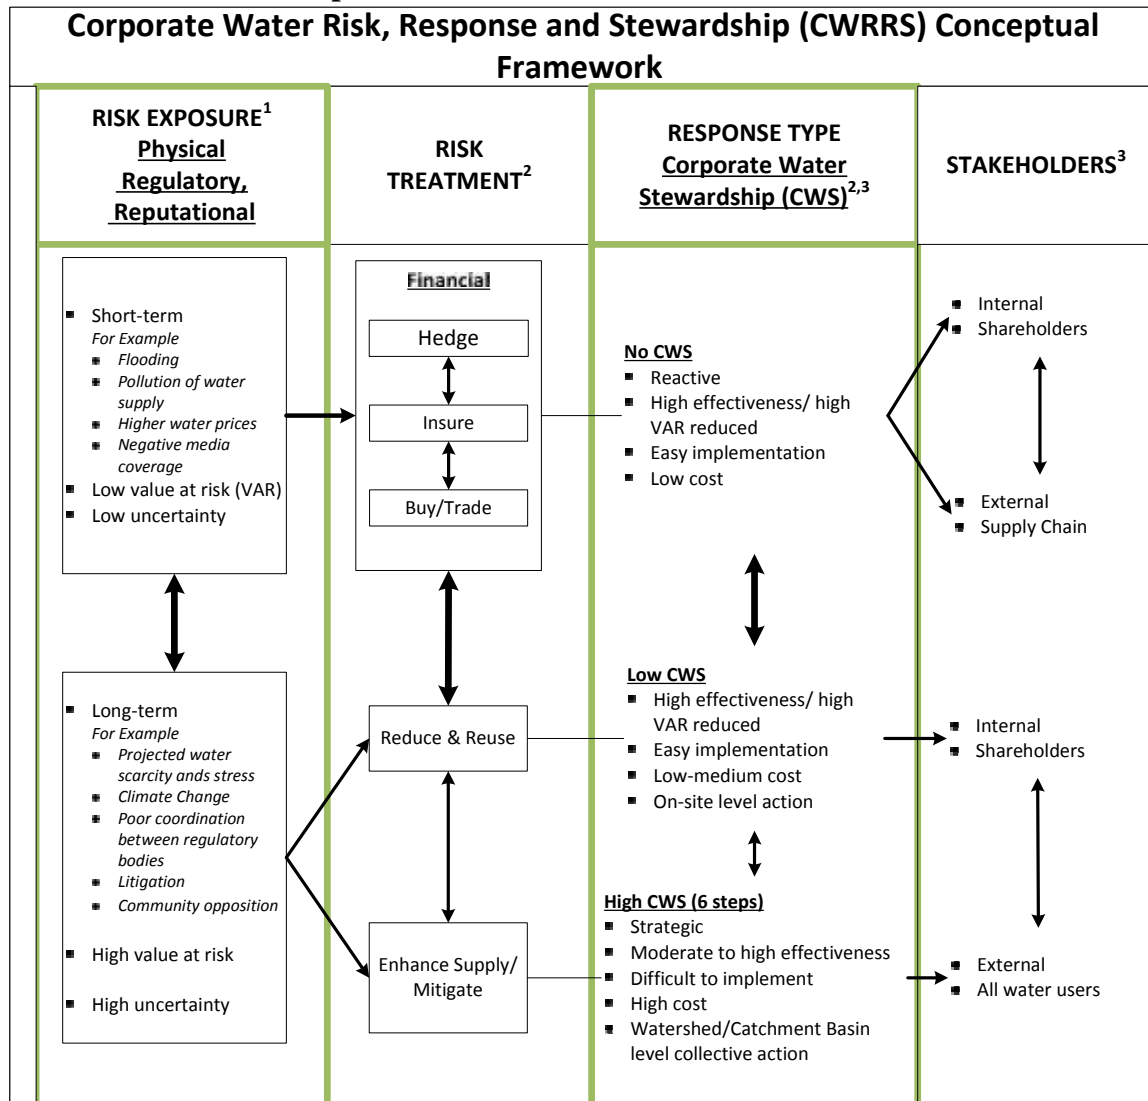 Corporate Water Risk, Response and Stewardship (CWRRS) Conceptual
Framework
RISK EXPOSURE1
Physical
Regulatory,
Reputational
RISK
TREATMENT2
RESPONSE TYPE
Corporate Water
Stewardship (CWS)2,3
STAKEHOLDERS3
Short-term
For Example
Flooding
Pollution of water
supply
Higher water prices
Negative media
coverage
Low value at risk (VAR)
Low uncertainty
Financial
Hedge
Insure
Buy/Trade
No CWS
Reactive
High effectiveness/ high
VAR reduced
Easy implementation
Low cost
Internal
Shareholders
External
Supply Chain
Long-term
For Example
Projected water
scarcity ands stress
Climate Change
Poor coordination
between regulatory
bodies
Litigation
Community opposition
High value at risk
High uncertainty
Reduce & Reuse
Enhance Supply/
Mitigate
Low CWS
High effectiveness/ high
VAR reduced
Easy implementation
Low-medium cost
On-site level action
High CWS (6 steps)
Strategic
Moderate to high effectiveness
Difficult to implement
High cost
Watershed/Catchment Basin
level collective action
Internal
Shareholders
External
All water users